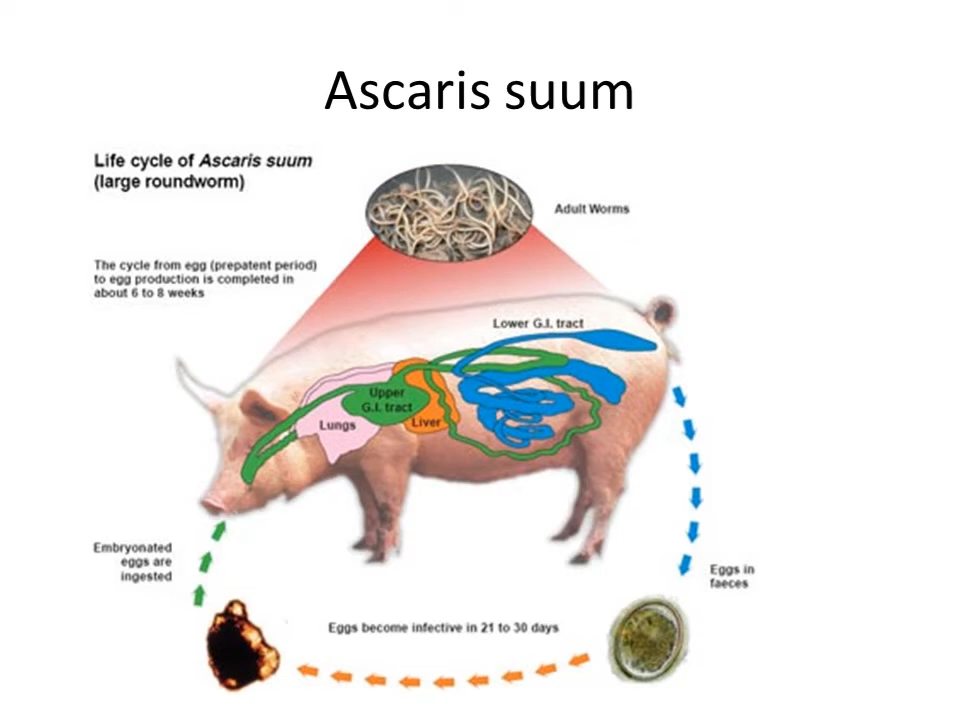 Ascaris suum
Life cycle of Ascaris suum
(large roundworm)
Adult Worms
The cycle from egg (prepatent period)
to egg production is completed in
about 6 to 8 weeks
Lower G.I. tract
Upper
G.I. tract
Lungs
Liver
Embryonated
eggs are
ingested
Eggs in
faeces
Eggs become infective in 21 to 30 days